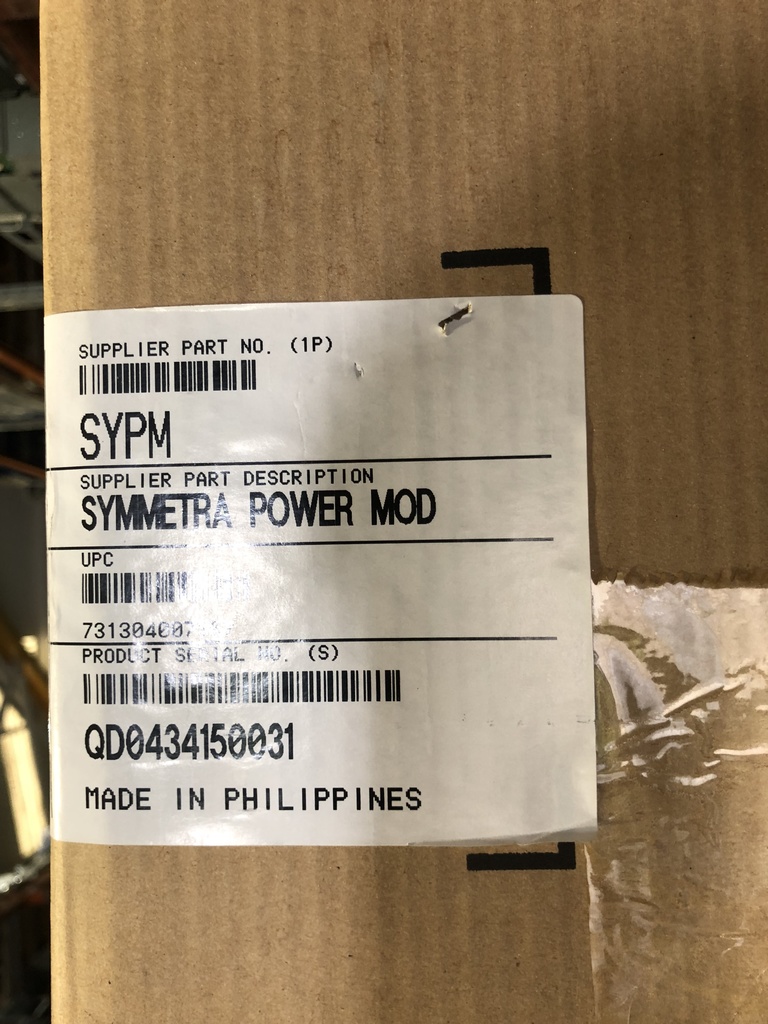 SUPPLIER PART NO. (1P)
SYPM
SUPPLIER PART DESCRIPTION
SYMMETRA POWER MOD
UPC
PRODUCT SERIAL NO. (S)
QD0434150031
MADE IN PHILIPPINES